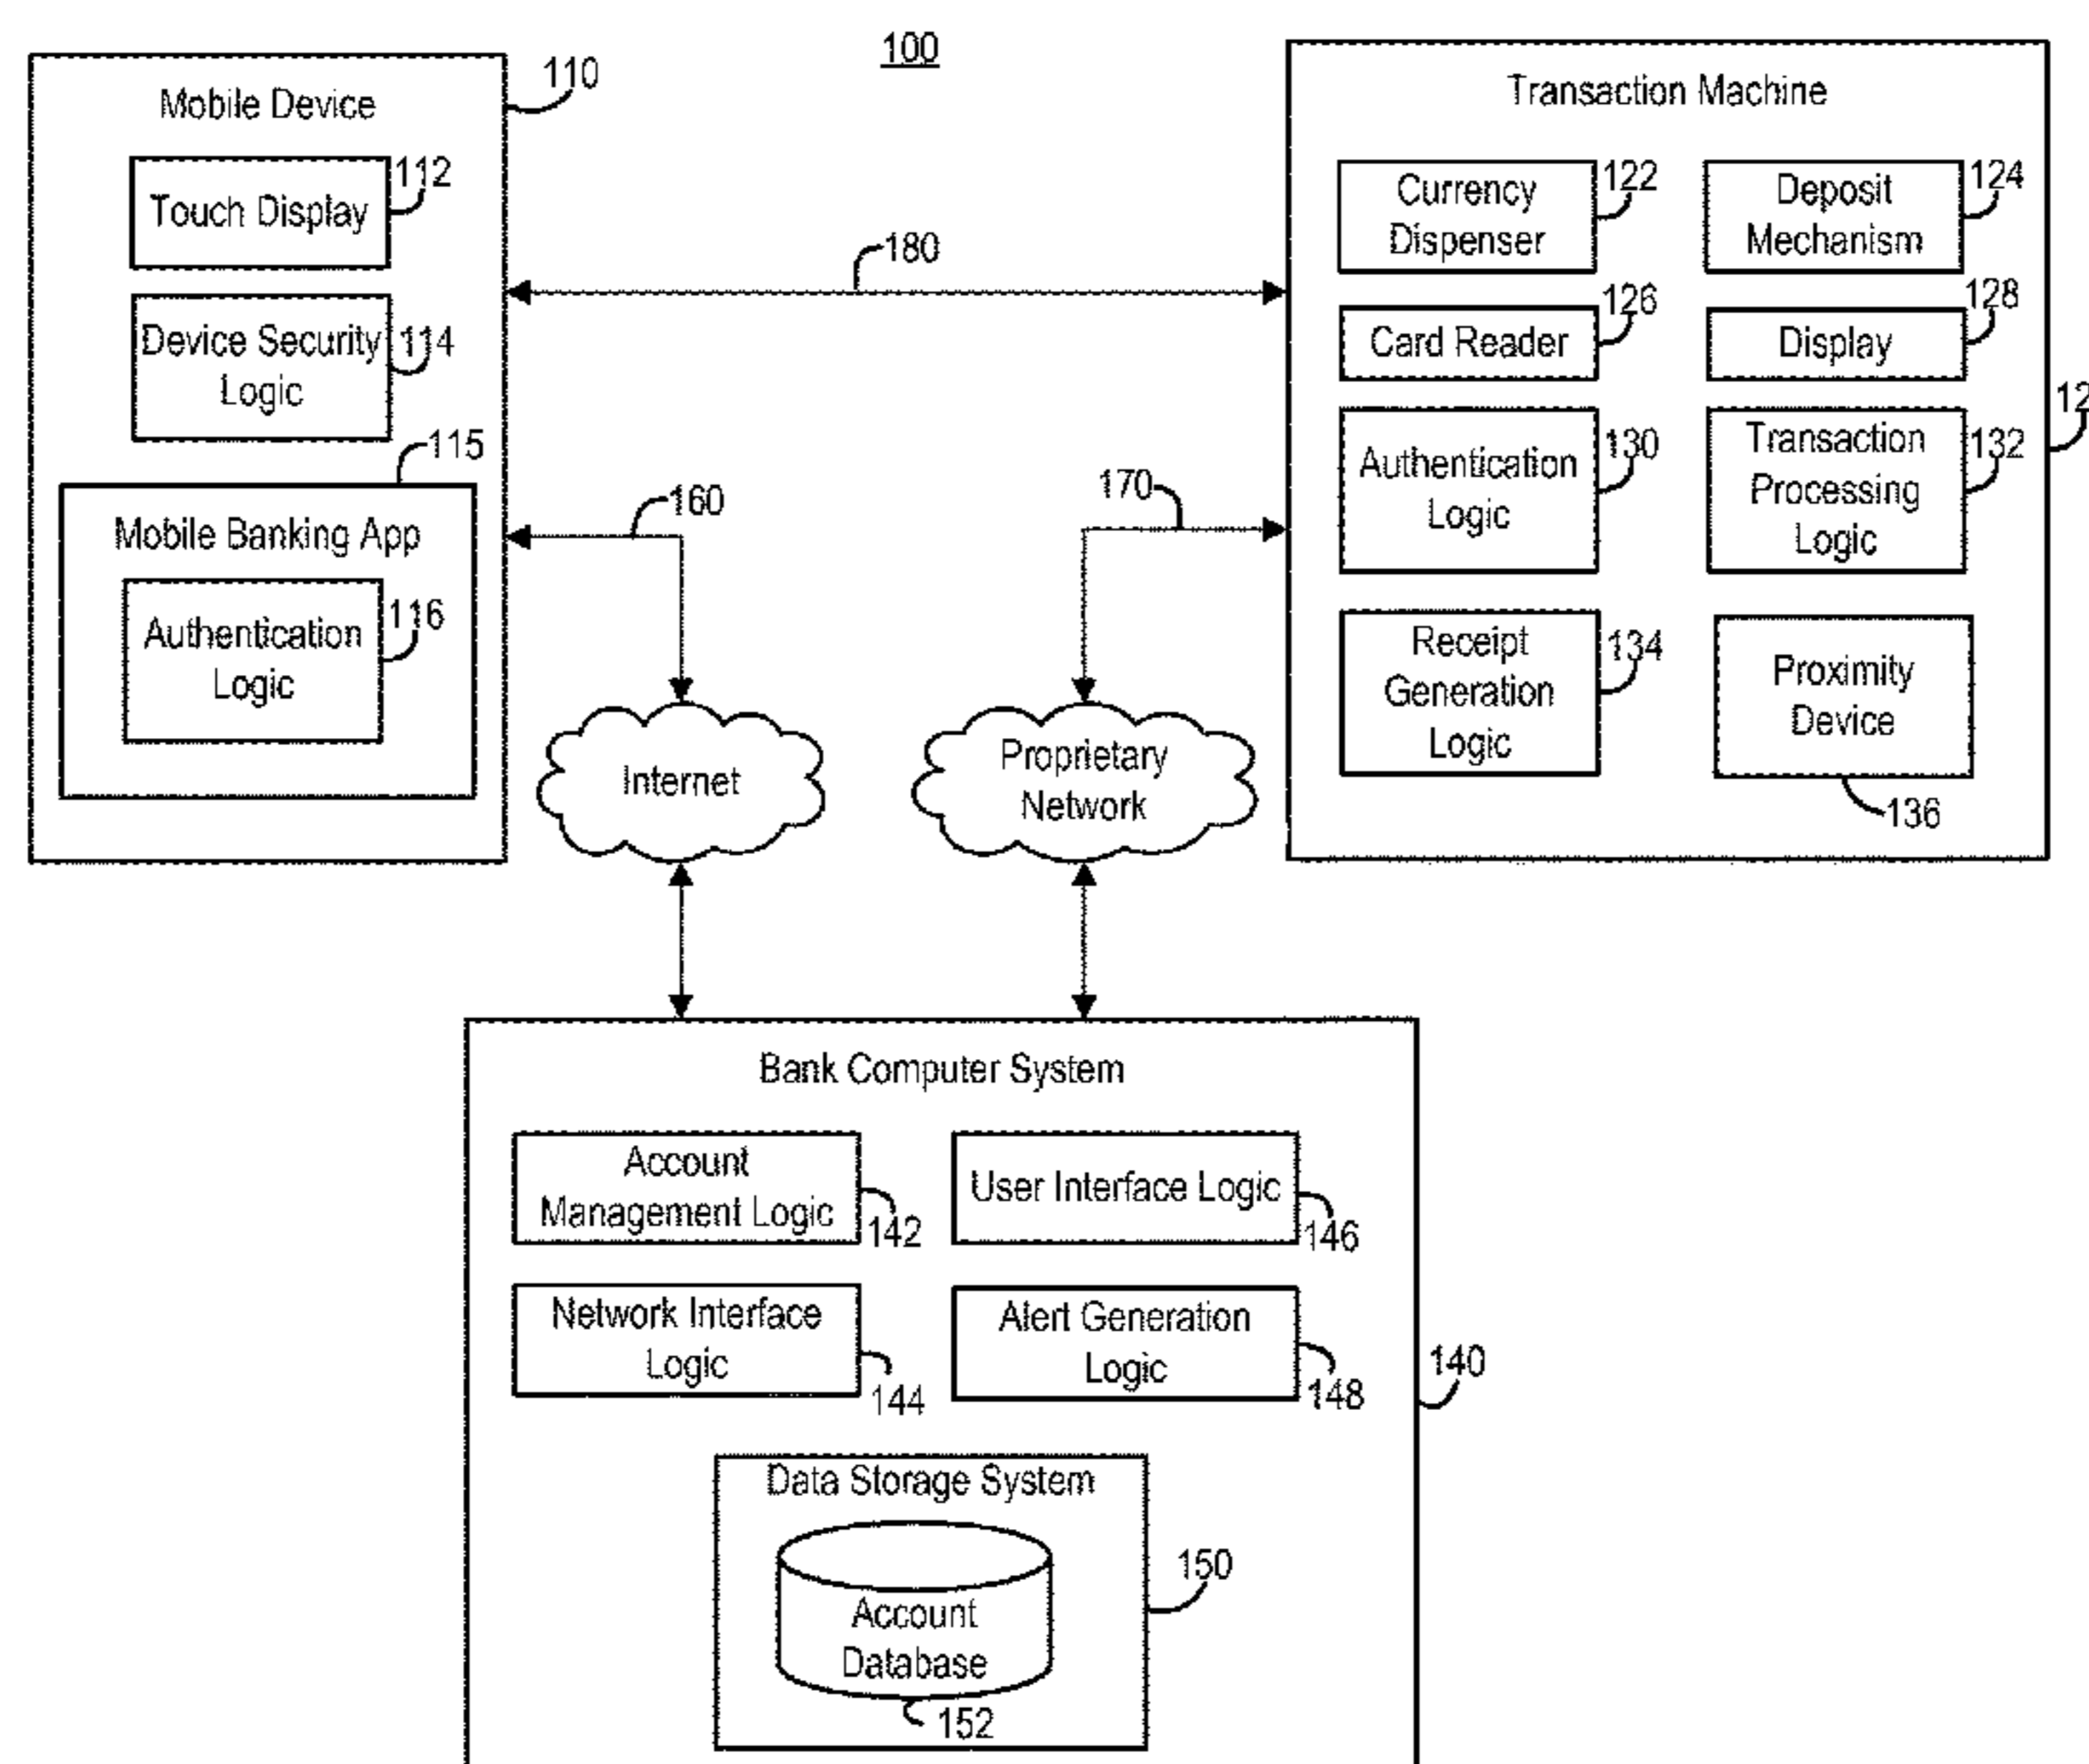 100
Mobile Device
110
Touch Display
112
Device Security
Logic
114
115
Mobile Banking App
Authentication
Logic
116
180
160
170
Internet
Proprietary
Network
Transaction Machine
Currency
Dispenser
122
Deposit
Mechanism
124
Card Reader
126
Display
128
12
Authentication
Logic
130
Transaction
Processing
Logic
132
Receipt
Generation
Logic
134
Proximity
Device
136
Bank Computer System
Account
Management Logic
142
User Interface Logic
146
Network Interface
Logic
144
Alert Generation
Logic
148
140
Data Storage System
150
Account
Database
152